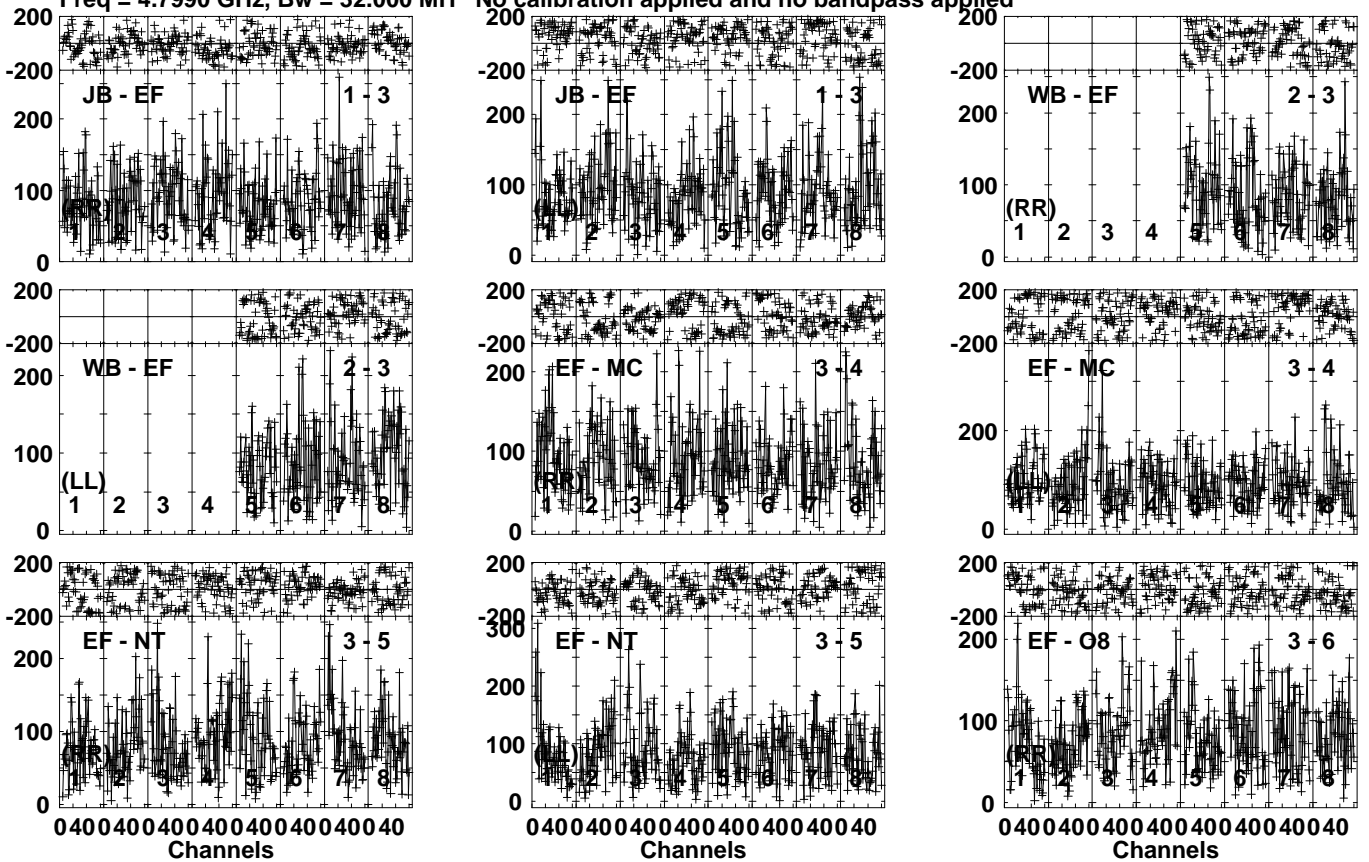 Freq = 4.7990 GHz, Bw = 32.000 MH No calibration applied and no bandpass applied
200 200 200
-200 -200 -200
JB - EF 1 - 3 JB - EF 1 - 3 WB - EF 2 - 3
200 200 200
100 100 100
(RR) (LL) (RR)
1 2 3 4 5 6 7 8 1 2 3 4 5 6 7 8 1 2 3 4 5 6 7 8
0 0 0
200 200 200
-200 -200 -200
WB - EF 2 - 3 EF - MC 3 - 4 EF - MC 3 - 4
200 200 200
100 100 100
(LL) (RR) (LL)
1 2 3 4 5 6 7 8 1 2 3 4 5 6 7 8 1 2 3 4 5 6 7 8
0 0 0
200 200 200
-200 -200 -200
300
EF - NT 3 - 5 EF - NT 3 - 5 EF - O8 3 - 6
200 200 200
100 100 100
(RR) (LL) (RR)
1 2 3 4 5 6 7 8 1 2 3 4 5 6 7 8 1 2 3 4 5 6 7 8
0 0 0
0 40 0 40 0 40 0 40 0 40 0 40 0 40 0 40 0 40 0 40 0 40 0 40 0 40 0 40 0 40 0 40 0 40 0 40 0 40 0 40 0 40 0 40 0 40 0 40
Channels Channels Channels